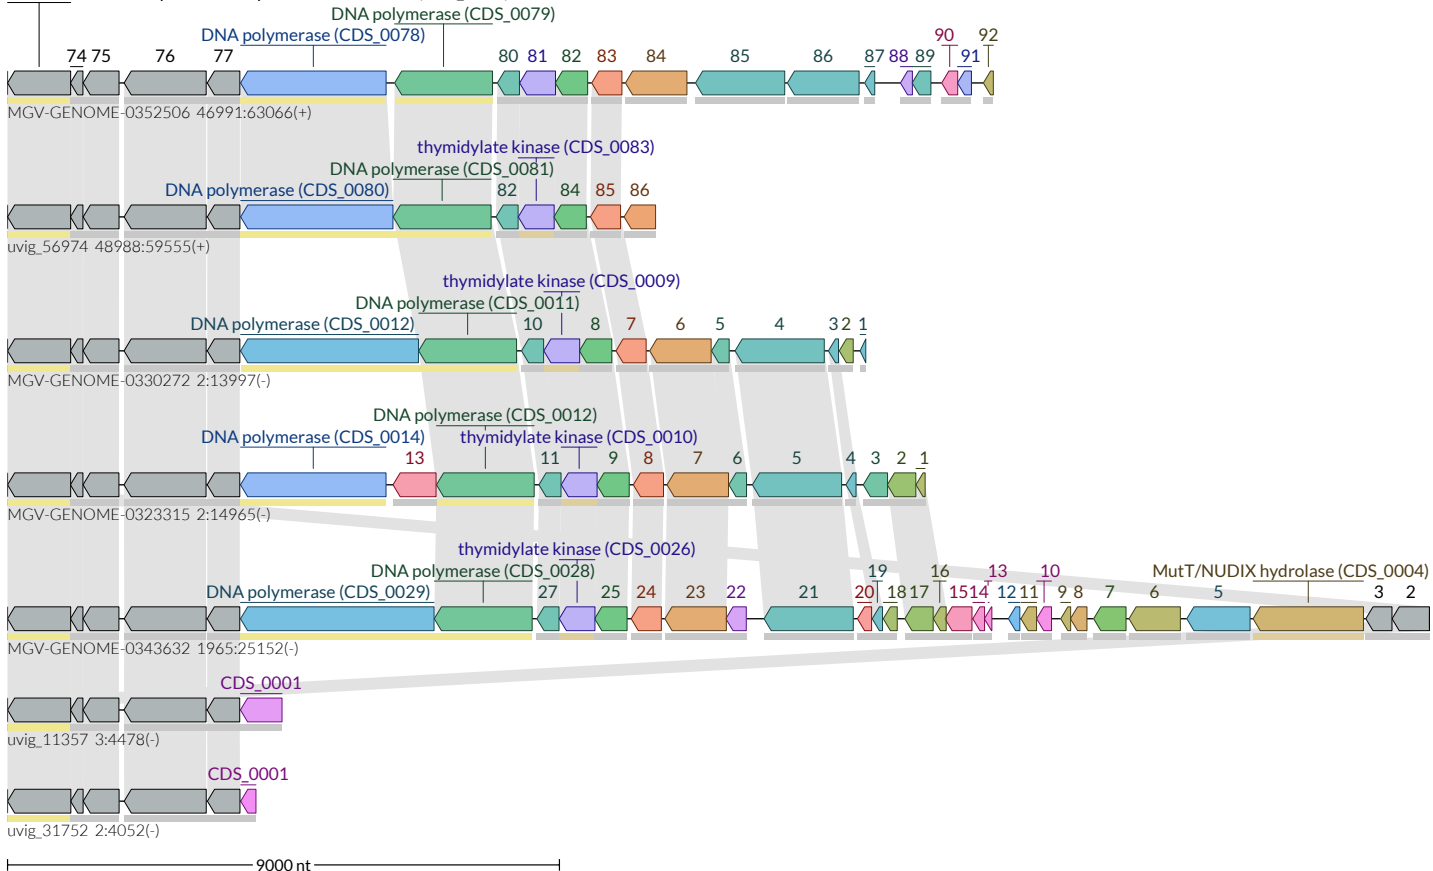 DNA polymerase (CDS_0079)
DNA polymerase (CDS_0078)
74 75 76 77 80 81 82 83 84 85 86 87 88 89 90 91 92
MGV-GENOME-0352506 46991:63066(+)
thymidylate kinase (CDS_0083)
DNA polymerase (CDS_0081)
DNA polymerase (CDS_0080) 82 84 85 86
uvig_56974 48988:59555(+)
thymidylate kinase (CDS_0009)
DNA polymerase (CDS_0011)
DNA polymerase (CDS_0012) 10 8 7 6 5 4 3 2 1
MGV-GENOME-0330272 2:13997(-)
DNA polymerase (CDS_0012)
DNA polymerase (CDS_0014) thymidylate kinase (CDS_0010)
13 11 9 8 7 6 5 4 3 2 1
MGV-GENOME-0323315 2:14965(-)
thymidylate kinase (CDS_0026)
DNA polymerase (CDS_0028) 19 16 13 10 MutT/NUDIX hydrolase (CDS_0004)
DNA polymerase (CDS_0029) 27 25 24 23 22 21 20 18 17 15 14 12 11 9 8 7 6 5 3 2
MGV-GENOME-0343632 1965:25152(-)
CDS_0001
uvig_11357 3:4478(-)
CDS_0001
uvig_31752 2:4052(-)
9000 nt